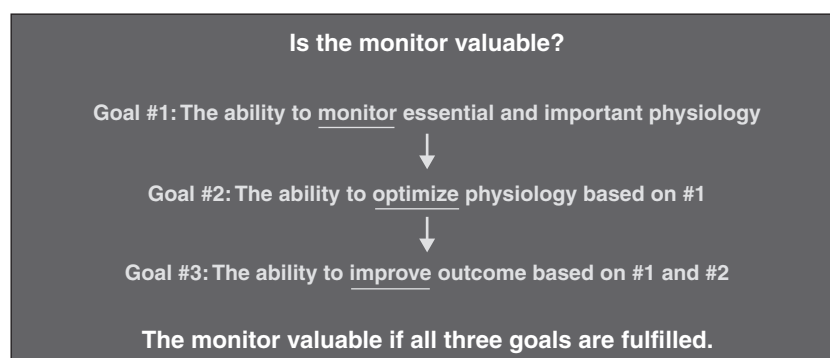 Is the monitor valuable?
Goal #1: The ability to monitor essential and important physiology
Goal #2: The ability to optimize physiology based on #1
Goal #3: The ability to improve outcome based on #1 and #2
The monitor valuable if all three goals are fulfilled.